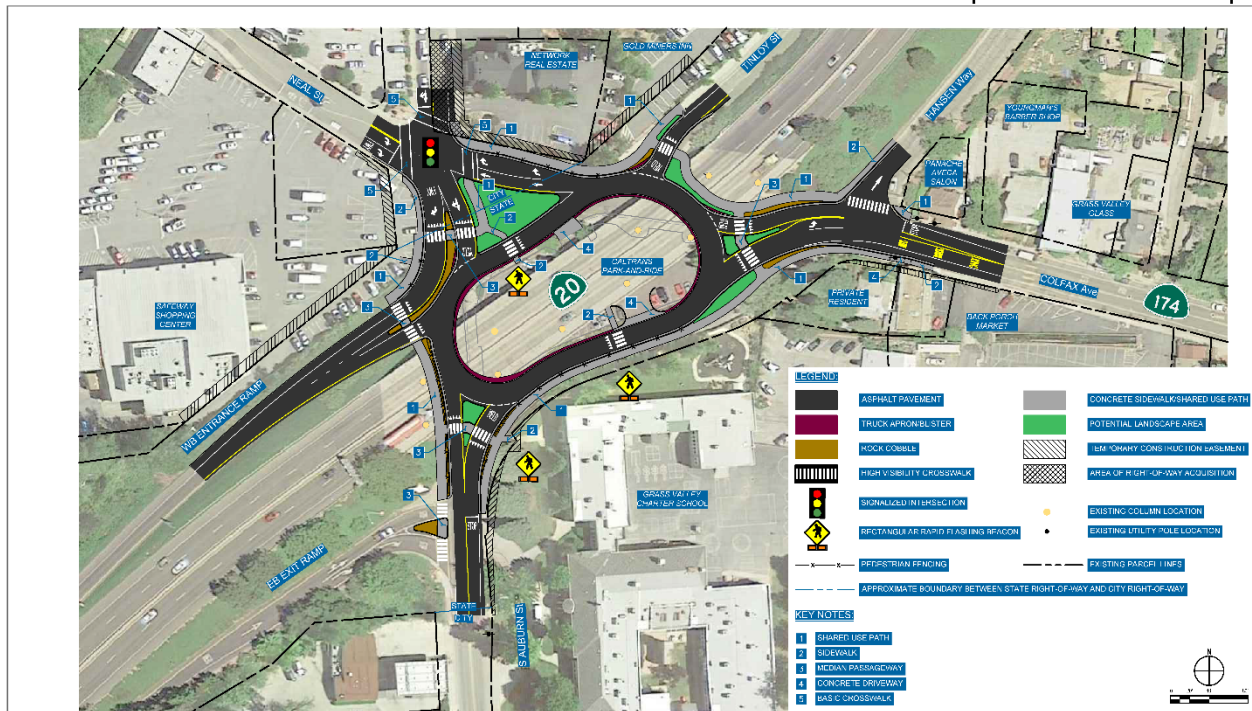 NETWORK
REAL ESTATE
GOLD MINERS INN
TINLOY ST
NEAL ST
HANSEN Way
YOUNGMAN'S
BARBER SHOP
PANACHE
AVEDA
SALON
GRASS VALLEY
GLASS
CITY
STATE
CALTRANS
PARK-AND-RIDE
20
SAFEWAY
SHOPPING
CENTER
PRIVATE
RESIDENT
BACK PORCH
MARKET
COLFAX Ave
174
WB ENTRANCE RAMP
EB EXIT RAMP
GRASS VALLEY
CHARTER SCHOOL
STATE
CITY
S AUBURN St
LEGEND:
ASPHALT PAVEMENT
CONCRETE SIDEWALK/SHARED USE PATH
TRUCK APRON/BLISTER
POTENTIAL LANDSCAPE AREA
ROCK COBBLE
TEMPORARY CONSTRUCTION EASEMENT
HIGH VISIBILITY CROSSWALK
AREA OF RIGHT-OF-WAY ACQUISITION
SIGNALIZED INTERSECTION
EXISTING COLUMN LOCATION
RECTANGULAR RAPID FLASHING BEACON
EXISTING UTILITY POLE LOCATION
PEDESTRIAN FENCING
EXISTING PARCEL LINES
APPROXIMATE BOUNDARY BETWEEN STATE RIGHT-OF-WAY AND CITY RIGHT-OF-WAY
KEY NOTES:
1 SHARED USE PATH
2 SIDEWALK
3 MEDIAN PASSAGEWAY
4 CONCRETE DRIVEWAY
5 BASIC CROSSWALK
N